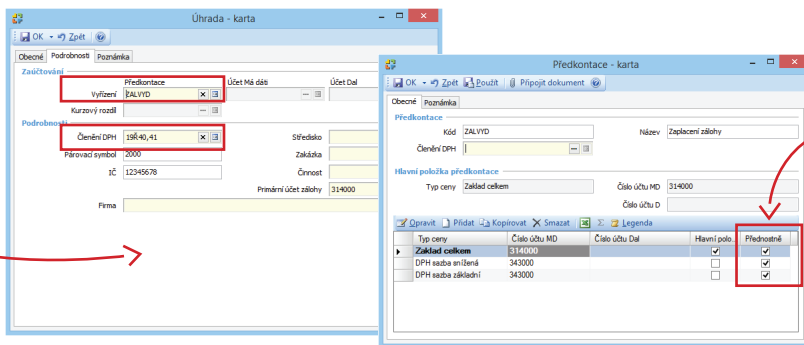 Úhrada - karta
OK Zpět
Obecné Podrobnosti Poznámka
Zaúčtování
Předkontace Účet Má dáti Účet Dal
Vyřízení ZALVYD
Kurzový rozdíl
Podrobnosti
Členění DPH 19Ř40,41 Středisko
Párovací symbol 2000 Zakázka
IČ 12345678 Činnost
Primární účet zálohy 314000
Firma
Předkontace - karta
OK Zpět Použít Připojit dokument
Obecné Poznámka
Předkontace
Kód ZALVYD Název Zaplacení zálohy
Členění DPH
Hlavní položka předkontace
Typ ceny Základ celkem Číslo účtu MD 314000
Číslo účtu D
Opravit Přidat Kopírovat Smazat Σ Legenda
Typ ceny Číslo účtu MD Číslo účtu Dal Hlavní polo... Přednostně
Základ celkem 314000
DPH sazba snížená 343000
DPH sazba základní 343000